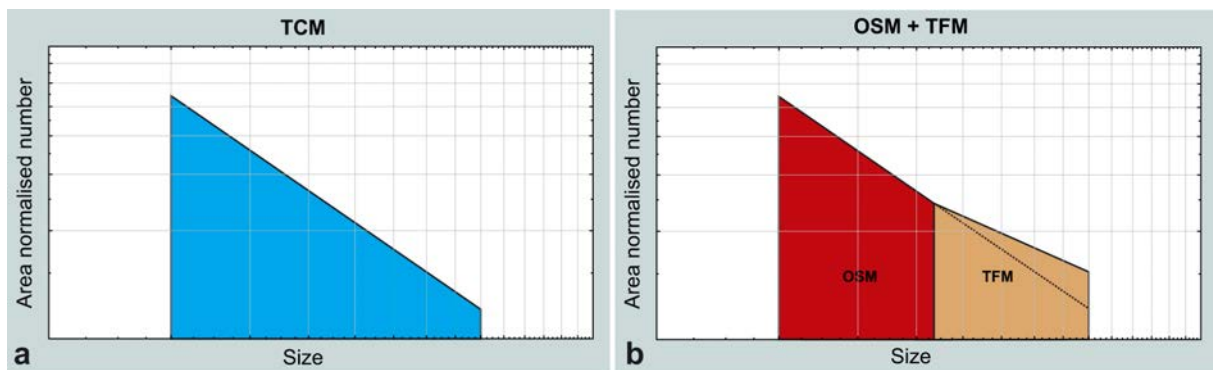 TCM
Area normalised number
Size
a
OSM + TFM
Area normalised number
OSM
TFM
Size
b